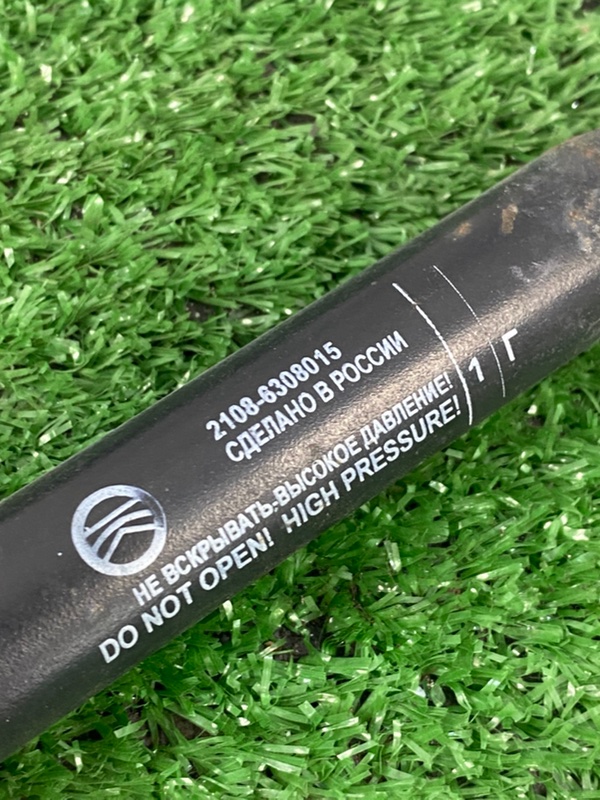 2108-6308015
СДЕЛАНО В РОССИИ
НЕ ВСКРЫВАТЬ-ВЫСОКОЕ ДАВЛЕНИЕ!
DO NOT OPEN! HIGH PRESSURE!
1
Г